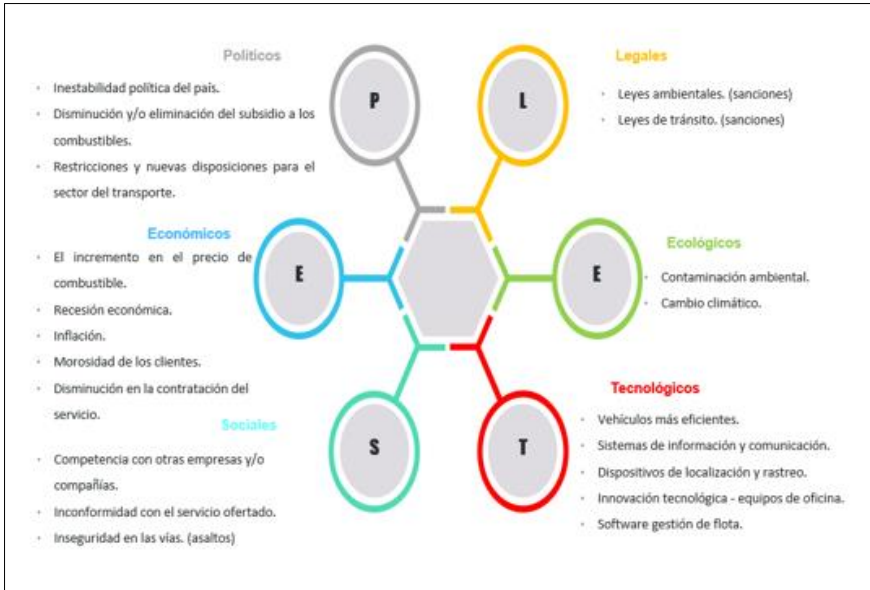 Políticos
• Inestabilidad política del país.
• Disminución y/o eliminación del subsidio a los
combustibles.
• Restricciones y nuevas disposiciones para el
sector del transporte.
P
L
Legales
• Leyes ambientales. (sanciones)
• Leyes de tránsito. (sanciones)
Económicos
• El incremento en el precio de
combustible.
• Recesión económica.
• Inflación.
• Morosidad de los clientes.
• Disminución en la contratación del
servicio.
E
E
Ecológicos
• Contaminación ambiental.
• Cambio climático.
Sociales
• Competencia con otras empresas y/o
compañías.
• Inconformidad con el servicio ofertado.
• Inseguridad en las vías. (asaltos)
S
T
Tecnológicos
• Vehículos más eficientes.
• Sistemas de información y comunicación.
• Dispositivos de localización y rastreo.
• Innovación tecnológica - equipos de oficina.
• Software gestión de flota.